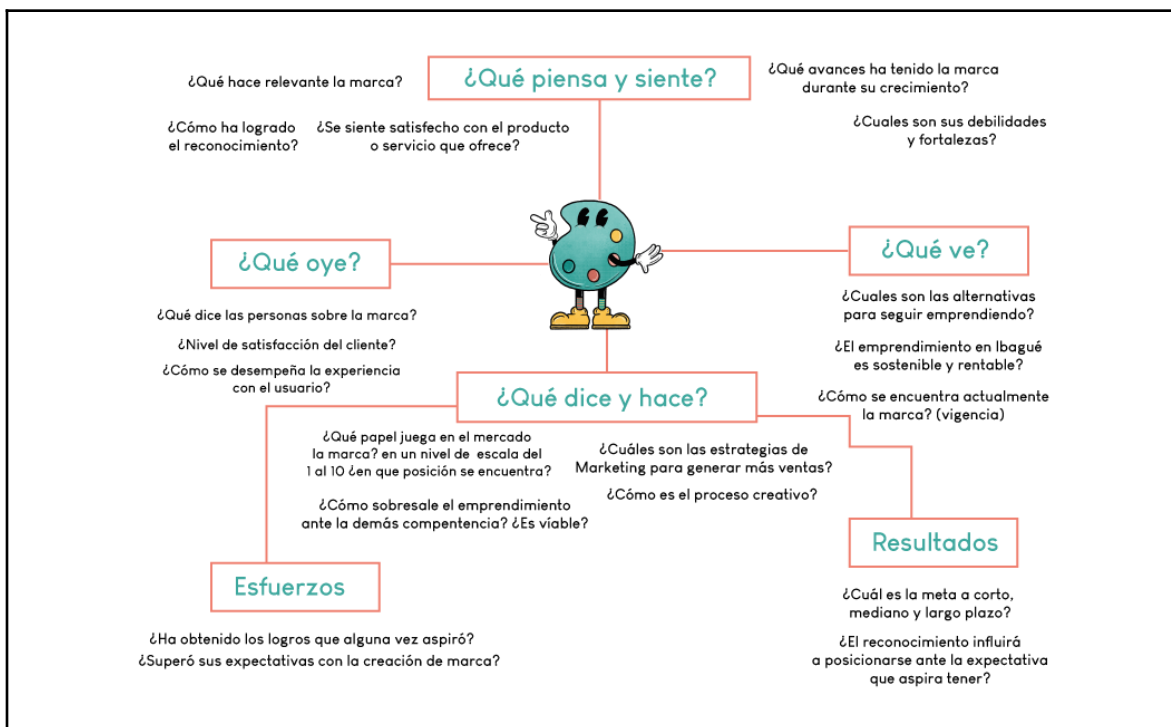 ¿Qué piensa y siente?
¿Qué hace relevante la marca?
¿Cómo ha logrado
el reconocimiento?
¿Se siente satisfecho con el producto
o servicio que ofrece?
¿Qué avances ha tenido la marca
durante su crecimiento?
¿Cuales son sus debilidades
y fortalezas?
¿Qué oye?
¿Qué dice las personas sobre la marca?
¿Nivel de satisfacción del cliente?
¿Cómo se desempeña la experiencia
con el usuario?
¿Qué ve?
¿Cuales son las alternativas
para seguir emprendiendo?
¿El emprendimiento en Ibagué
es sostenible y rentable?
¿Cómo se encuentra actualmente
la marca? (vigencia)
¿Qué dice y hace?
¿Qué papel juega en el mercado
la marca? en un nivel de escala del
1 al 10 ¿en que posición se encuentra?
¿Cómo sobresale el emprendimiento
ante la demás compentencia? ¿Es víable?
¿Cuáles son las estrategias de
Marketing para generar más ventas?
¿Cómo es el proceso creativo?
Esfuerzos
¿Ha obtenido los logros que alguna vez aspiró?
¿Superó sus expectativas con la creación de marca?
Resultados
¿Cuál es la meta a corto,
mediano y largo plazo?
¿El reconocimiento influirá
a posicionarse ante la expectativa
que aspira tener?